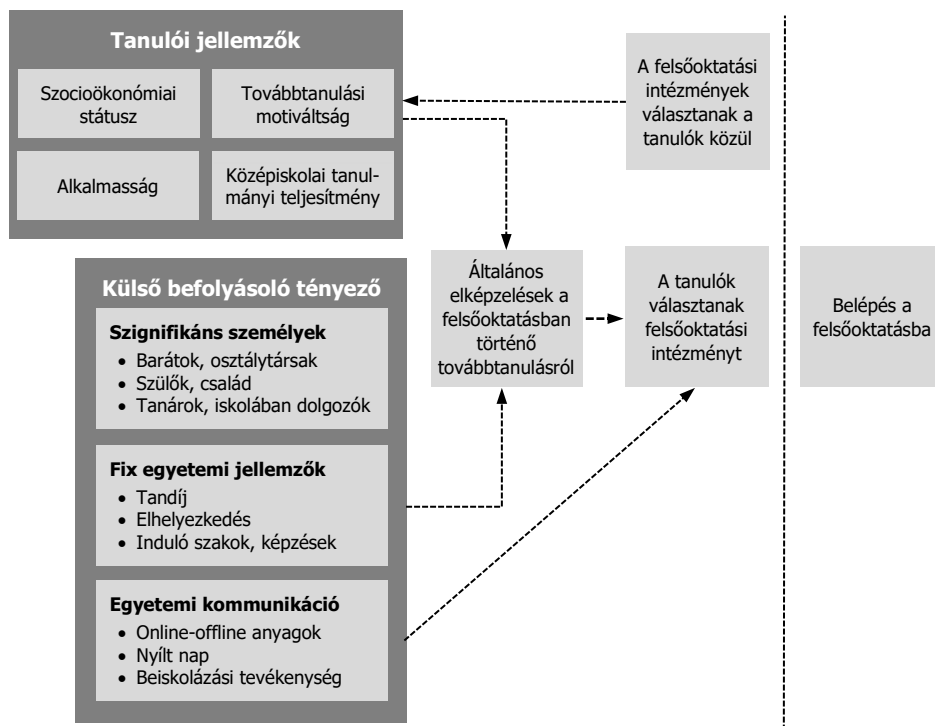 Tanulói jellemzők
Szocioökonómiai
státusz
Továbbtanulási
motiváltság
Alkalmasság
Középiskolai tanul-
mányi teljesítmény
A felsőoktatási
intézmények
választanak a
tanulók közül
Külső befolyásoló tényező
Szignifikáns személyek
• Barátok, osztálytársak
• Szülők, család
• Tanárok, iskolában dolgozók
Fix egyetemi jellemzők
• Tandíj
• Elhelyezkedés
• Induló szakok, képzések
Egyetemi kommunikáció
• Online-offline anyagok
• Nyílt nap
• Beiskolázási tevékenység
Általános
elképzelések a
felsőoktatásban
történő
továbbtanulásról
A tanulók
választanak
felsőoktatási
intézményt
Belépés a
felsőoktatásba